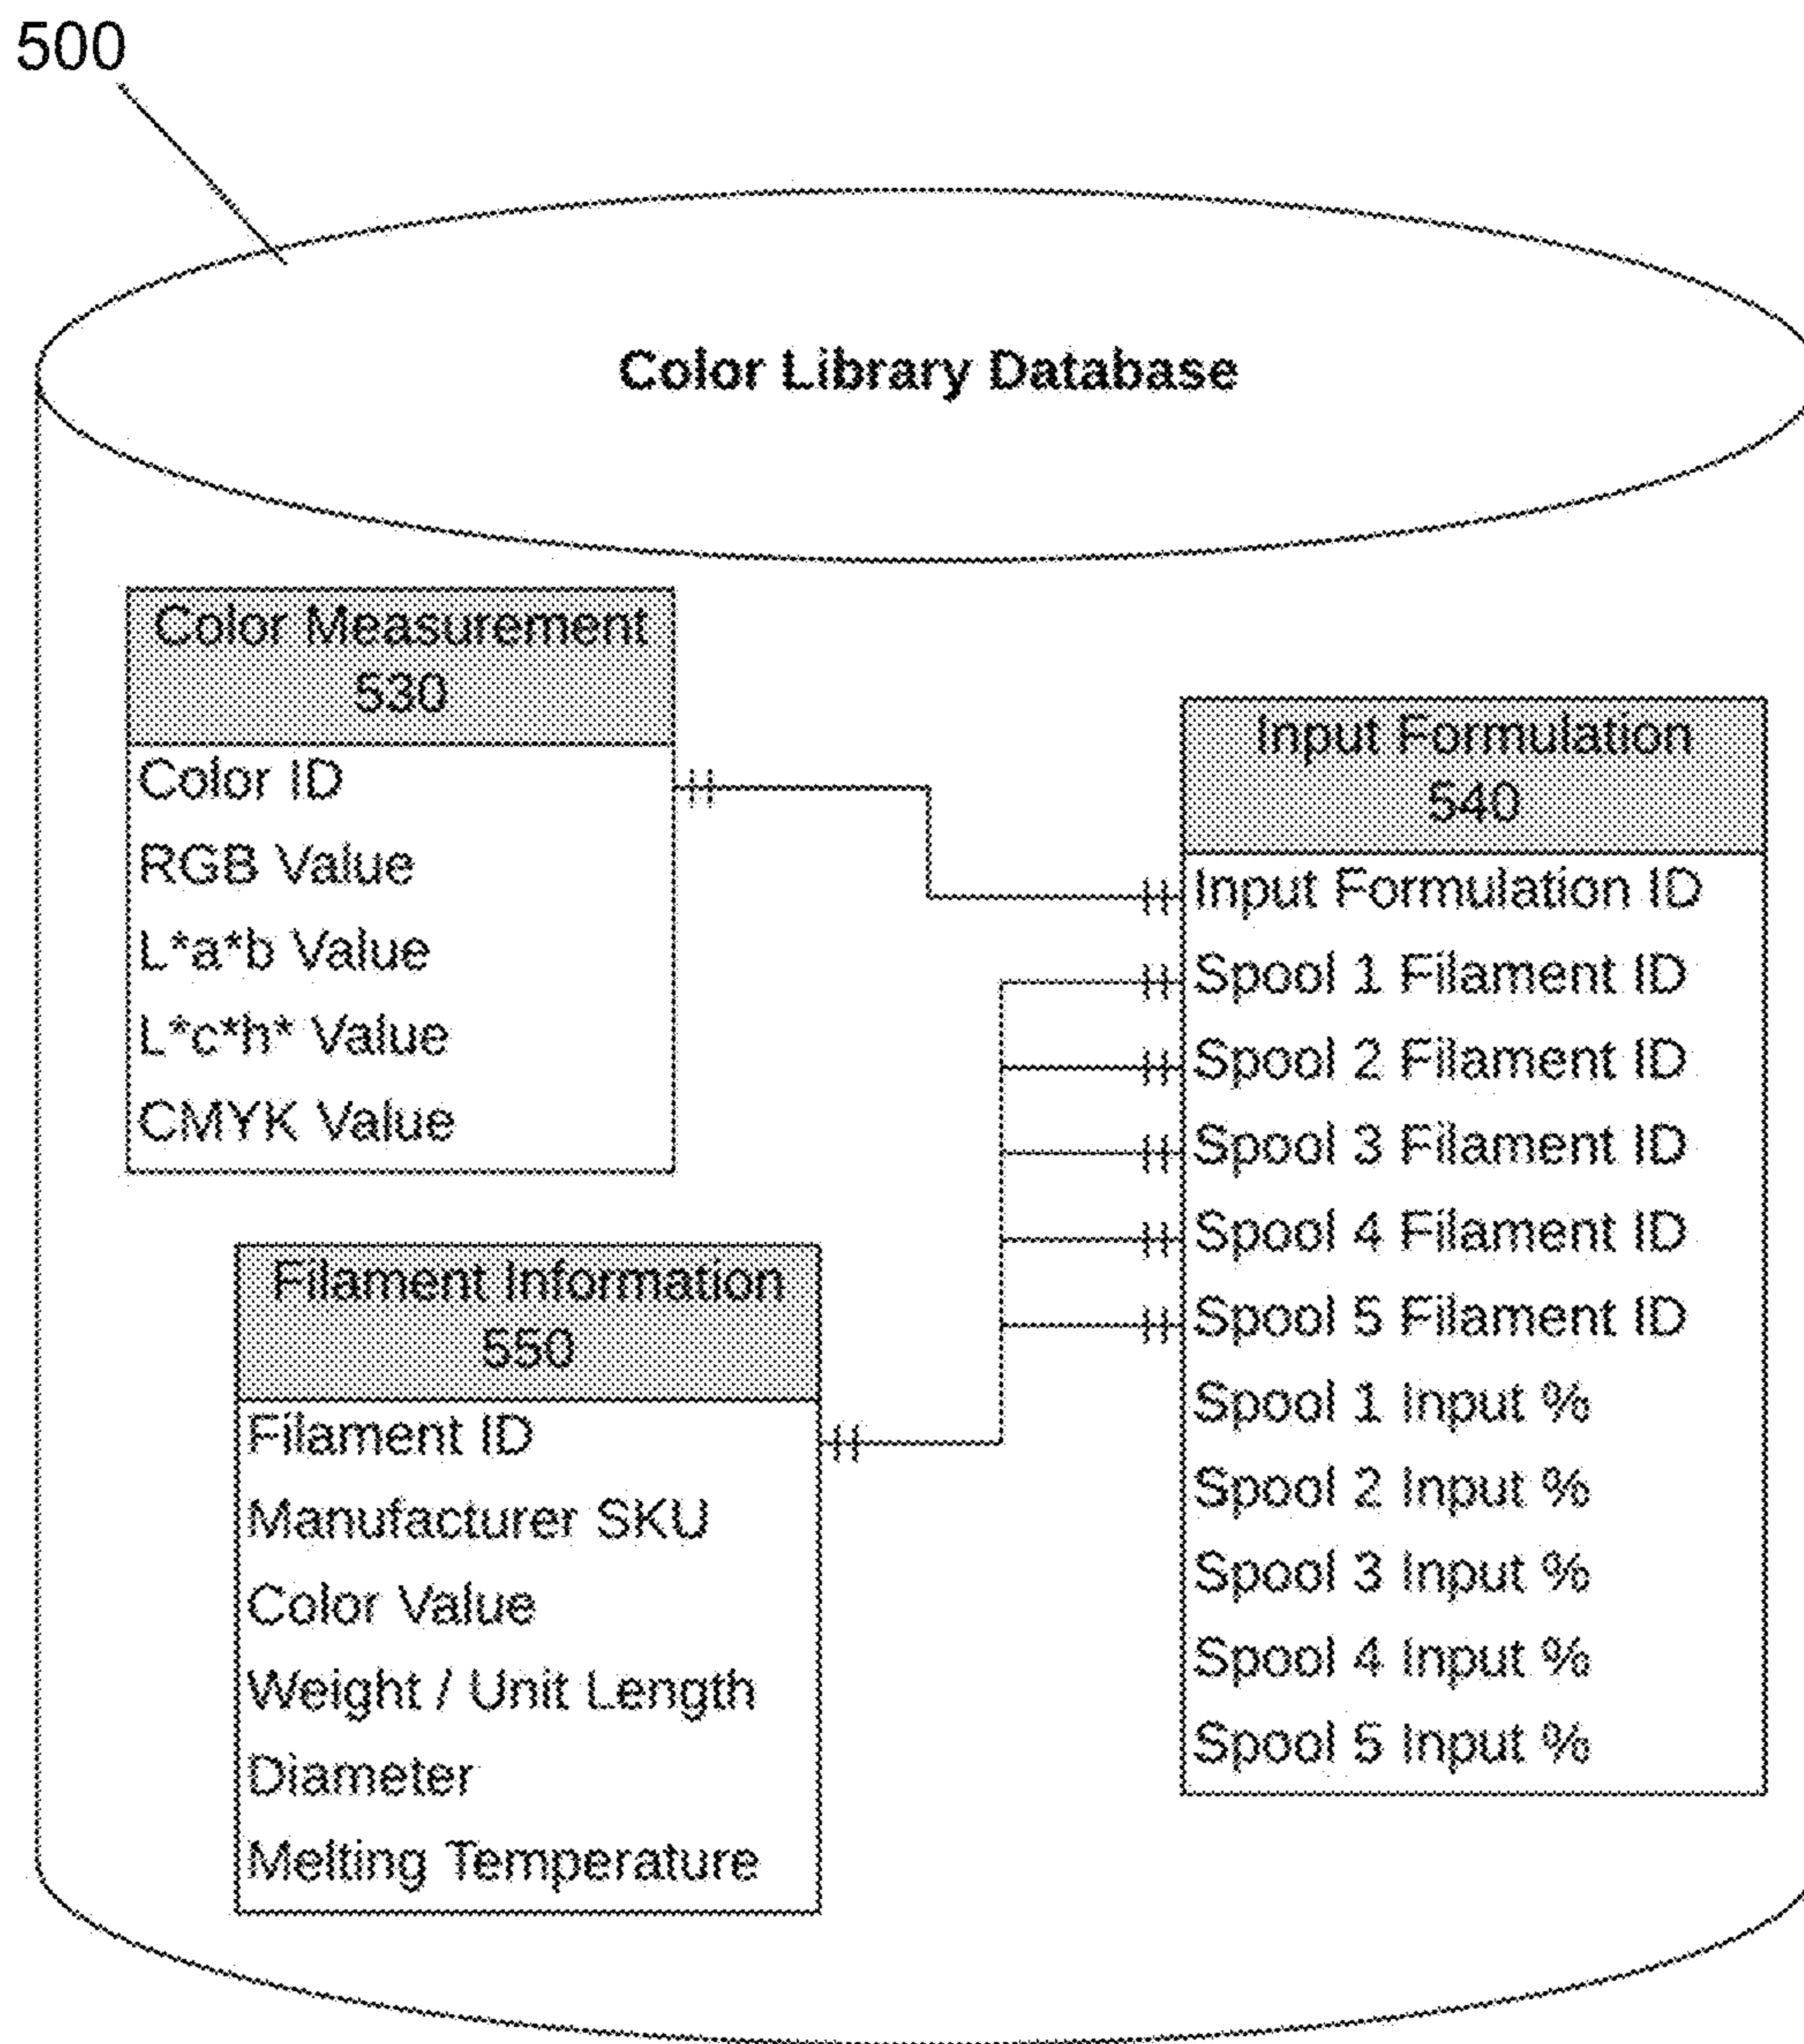 500
Color Library Database
Color Measurement
530
Color ID
RGB Value
L*a*b Value
L*c*h* Value
CMYK Value
Input Formulation
540
Input Formulation ID
Spool 1 Filament ID
Spool 2 Filament ID
Spool 3 Filament ID
Spool 4 Filament ID
Spool 5 Filament ID
Spool 1 Input %
Spool 2 Input %
Spool 3 Input %
Spool 4 Input %
Spool 5 Input %
Filament Information
550
Filament ID
Manufacturer SKU
Color Value
Weight / Unit Length
Diameter
Melting Temperature